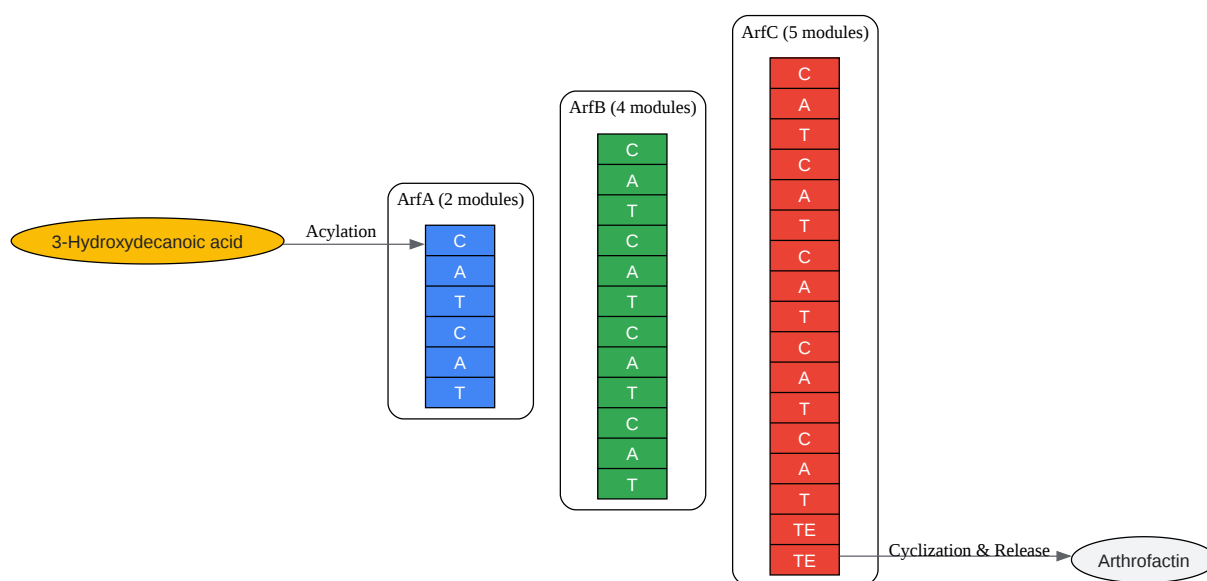 3-Hydroxydecanoic acid
Acylation
ArfA (2 modules)
C
A
T
C
A
T
ArfB (4 modules)
C
A
T
C
A
T
C
A
T
C
A
T
ArfC (5 modules)
C
A
T
C
A
T
C
A
T
C
A
T
C
A
T
TE
TE
Cyclization & Release
Arthrofactin